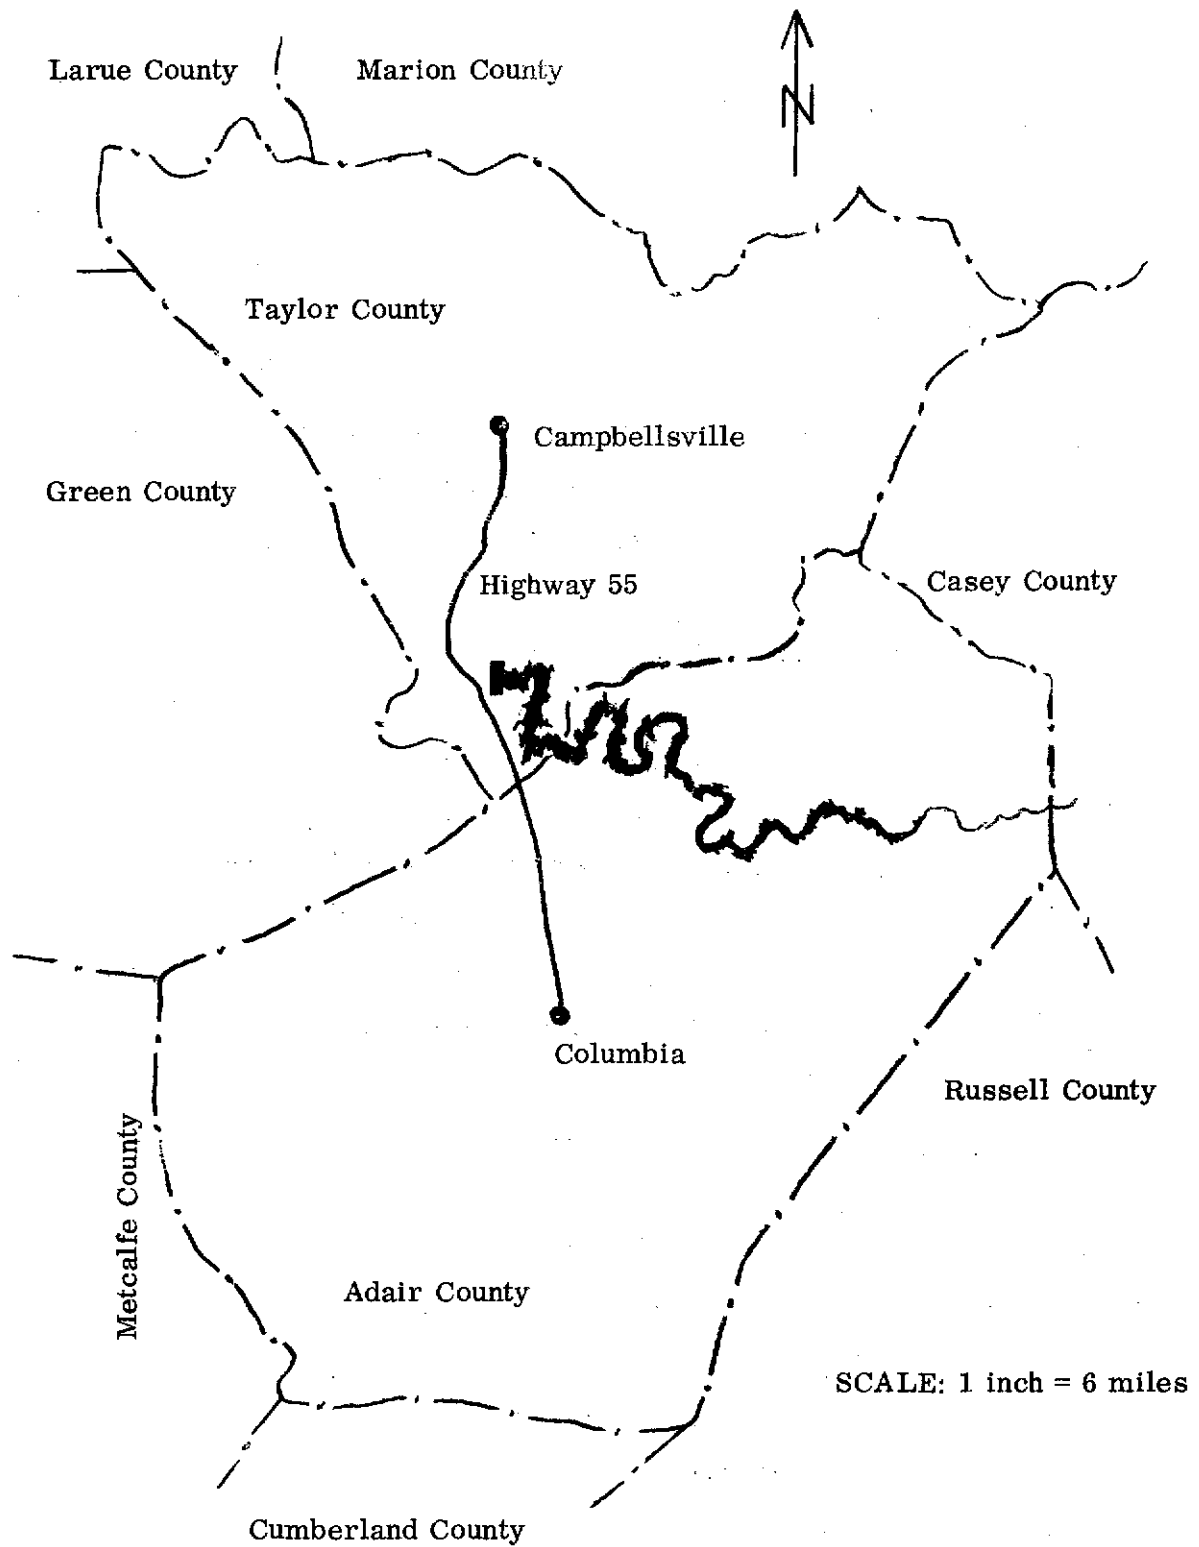 Larue County
Marion County
N
Taylor County
Campbellsville
Green County
Highway 55
Casey County
Columbia
Russell County
Metcalfe County
Adair County
SCALE: 1 inch = 6 miles
Cumberland County